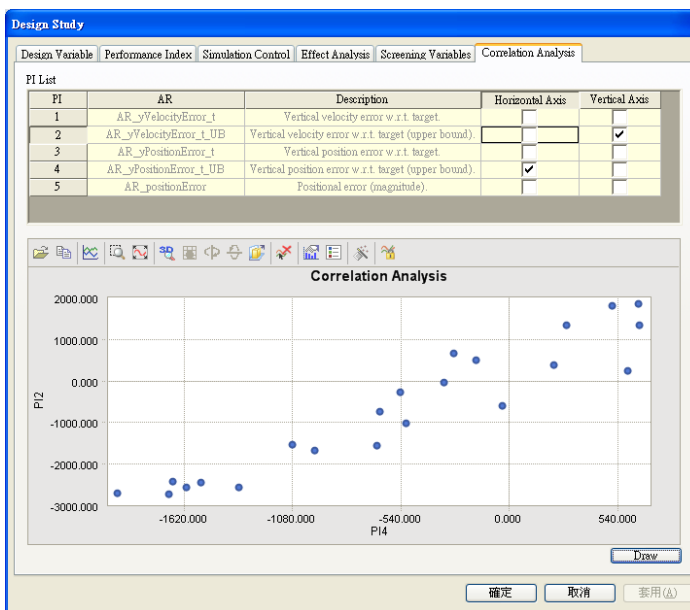 Design Study
Design Variable Performance Index Simulation Control Effect Analysis Screening Variables Correlation Analysis
PI List
PI AR Description Horizontal Axis Vertical Axis
1 AR_yVelocityError_t Vertical velocity error w.r.t. target.
2 AR_yVelocityError_t_UB Vertical velocity error w.r.t. target (upper bound).
3 AR_yPositionError_t Vertical position error w.r.t. target.
4 AR_yPositionError_t_UB Vertical position error w.r.t. target (upper bound).
5 AR_positionError Positional error (magnitude).
3D
Correlation Analysis
2000.000
1000.000
0.000
-1000.000
-2000.000
-3000.000
PI2
-1620.000 -1080.000 -540.000 0.000 540.000
PI4
Draw
確定 取消 套用(A)